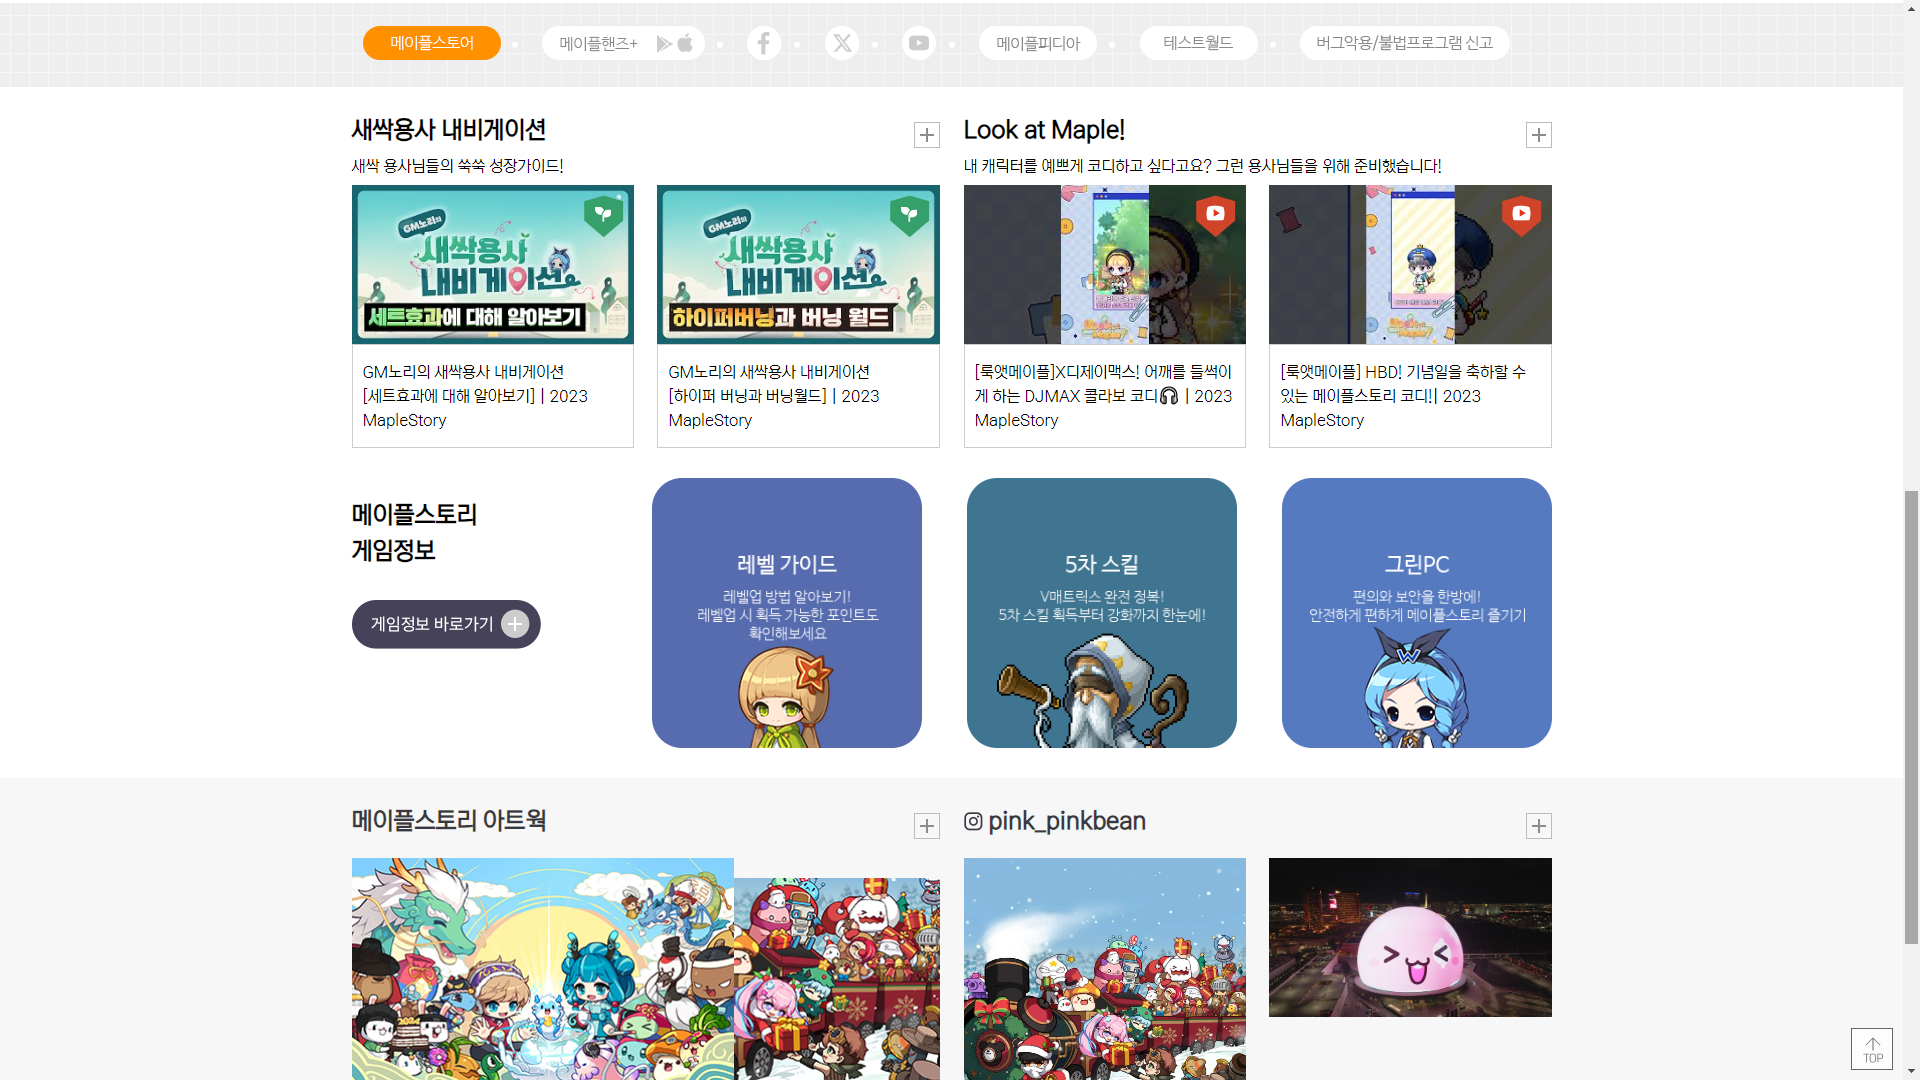 메이플스토어
메이플핸즈+
메이플피디아
테스트월드
버그악용/불법프로그램 신고
새싹용사 내비게이션
새싹 용사님들의 쑥쑥 성장가이드!
GM노리의
새싹용사
내비게이션
세트효과에 대해 알아보기
GM노리의 새싹용사 내비게이션
[세트효과에 대해 알아보기] | 2023
MapleStory
GM노리의
새싹용사
내비게이션
하이퍼버닝과 버닝 월드
GM노리의 새싹용사 내비게이션
[하이퍼 버닝과 버닝월드] | 2023
MapleStory
Look at Maple!
내 캐릭터를 예쁘게 코디하고 싶다고요? 그런 용사님들을 위해 준비했습니다!
[룩앳메이플]X디제이맥스! 어깨를 들썩이
게 하는 DJMAX 콜라보 코디🎧 | 2023
MapleStory
[룩앳메이플] HBD! 기념일을 축하할 수
있는 메이플스토리 코디!| 2023
MapleStory
메이플스토리
게임정보
게임정보 바로가기
레벨 가이드
레벨업 방법 알아보기!
레벨업 시 획득 가능한 포인트도
확인해보세요
5차 스킬
V매트릭스 완전 정복!
5차 스킬 획득부터 강화까지 한눈에!
그린PC
편의와 보안을 한방에!
안전하게 편하게 메이플스토리 즐기기
W
메이플스토리 아트웍
pink_pinkbean
2024
TOP